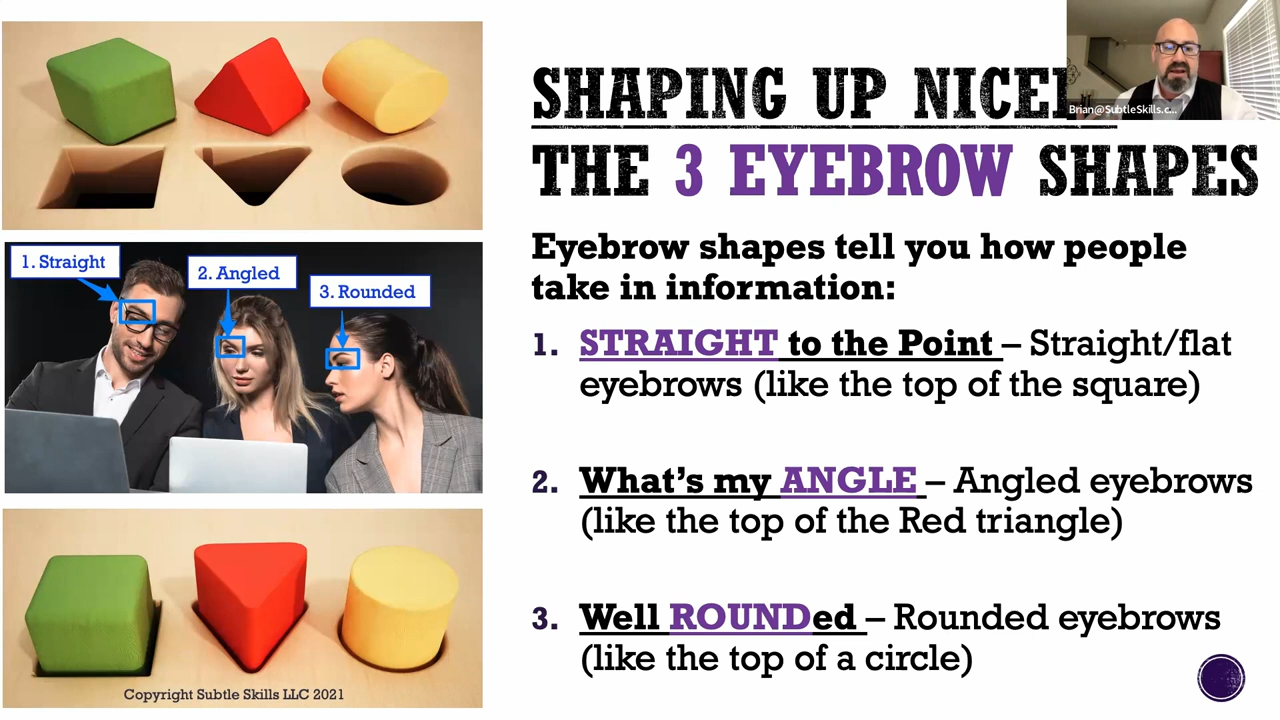 SHAPING UP NICEL
THE 3 EYEBROW SHAPES
Brian@SubtleSkills.c...
Eyebrow shapes tell you how people
take in information:
1. STRAIGHT to the Point – Straight/flat
eyebrows (like the top of the square)
2. What's my ANGLE – Angled eyebrows
(like the top of the Red triangle)
3. Well ROUNDed – Rounded eyebrows
(like the top of a circle)
1. Straight
2. Angled
3. Rounded
Copyright Subtle Skills LLC 2021